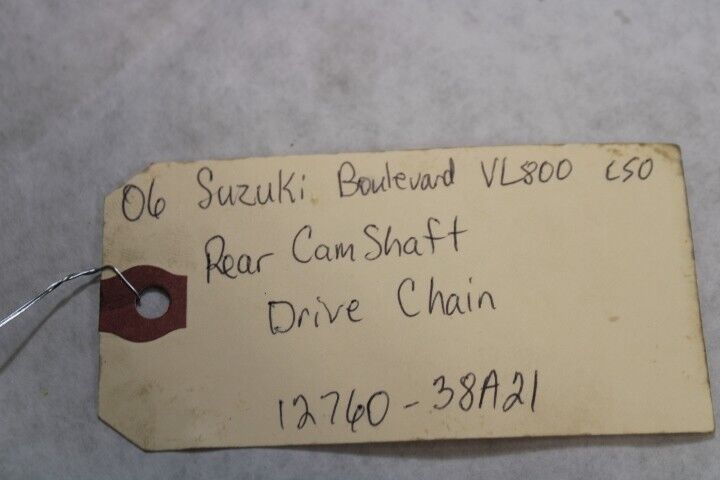 06 Suzuki Boulevard VL800 C50
Rear CamShaft
Drive Chain
12760-38A21